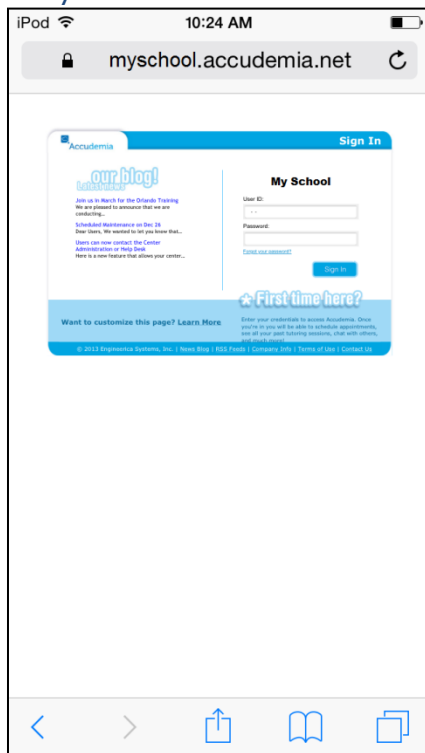 iPod 10:24 AM
myschool.accudemia.net
Accudemia
Sign In
our blog!
Latest news
Join us in March for the Orlando Training
We are pleased to announce that we are
conducting...
Scheduled Maintenance on Dec 26
Dear Users, We wanted to let you know that...
Users can now contact the Center
Administration or Help Desk
Here is a new feature that allows your center...
My School
User ID:
- -
Password:
Forgot your password?
Sign In
First time here?
Want to customize this page? Learn More
Enter your credentials to access Accudemia. Once
you're in you will be able to schedule appointments,
see all your past tutoring sessions, chat with others,
and much more!
© 2013 Engineerica Systems, Inc. | News Blog | RSS Feeds | Company Info | Terms of Use | Contact Us